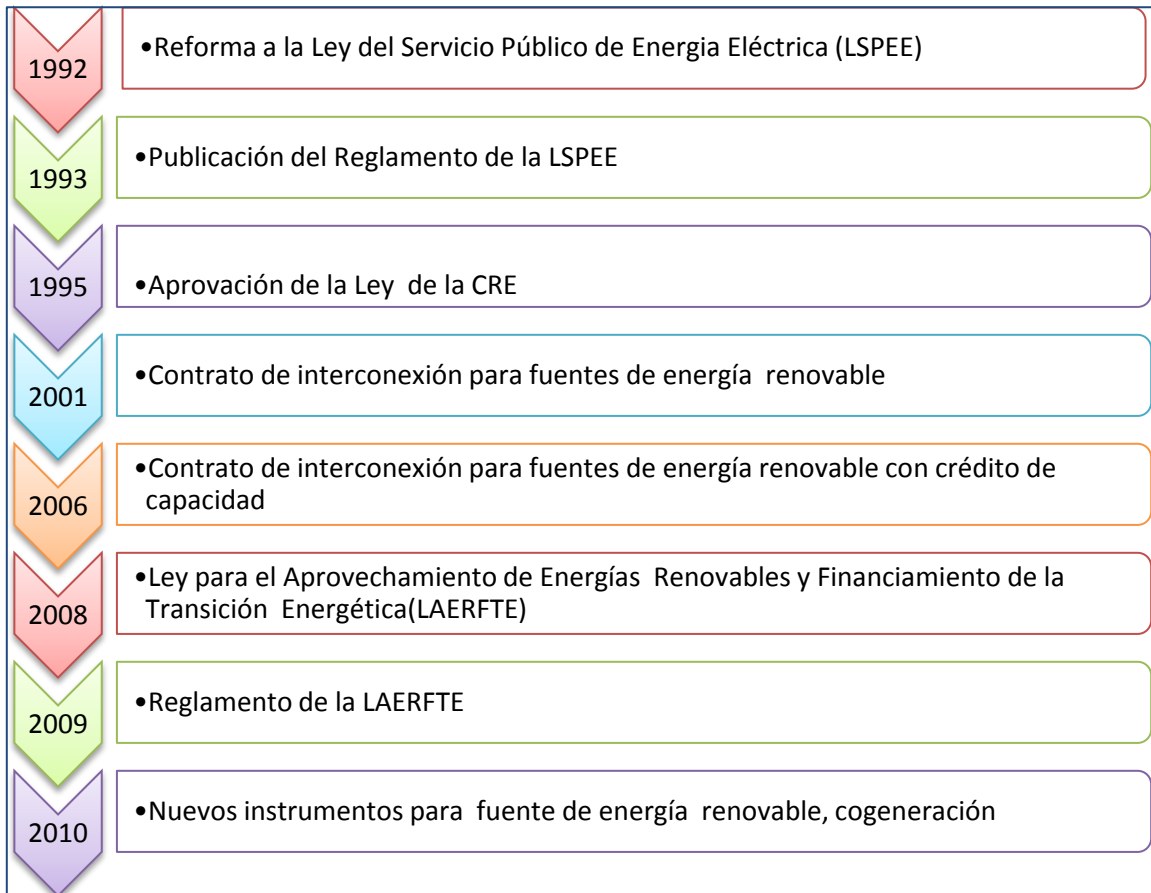 1992
•Reforma a la Ley del Servicio Público de Energia Eléctrica (LSPEE)
1993
•Publicación del Reglamento de la LSPEE
1995
•Aprovación de la Ley de la CRE
2001
•Contrato de interconexión para fuentes de energía renovable
2006
•Contrato de interconexión para fuentes de energía renovable con crédito de
capacidad
2008
•Ley para el Aprovechamiento de Energías Renovables y Financiamiento de la
Transición Energética(LAERFTE)
2009
•Reglamento de la LAERFTE
2010
•Nuevos instrumentos para fuente de energía renovable, cogeneración